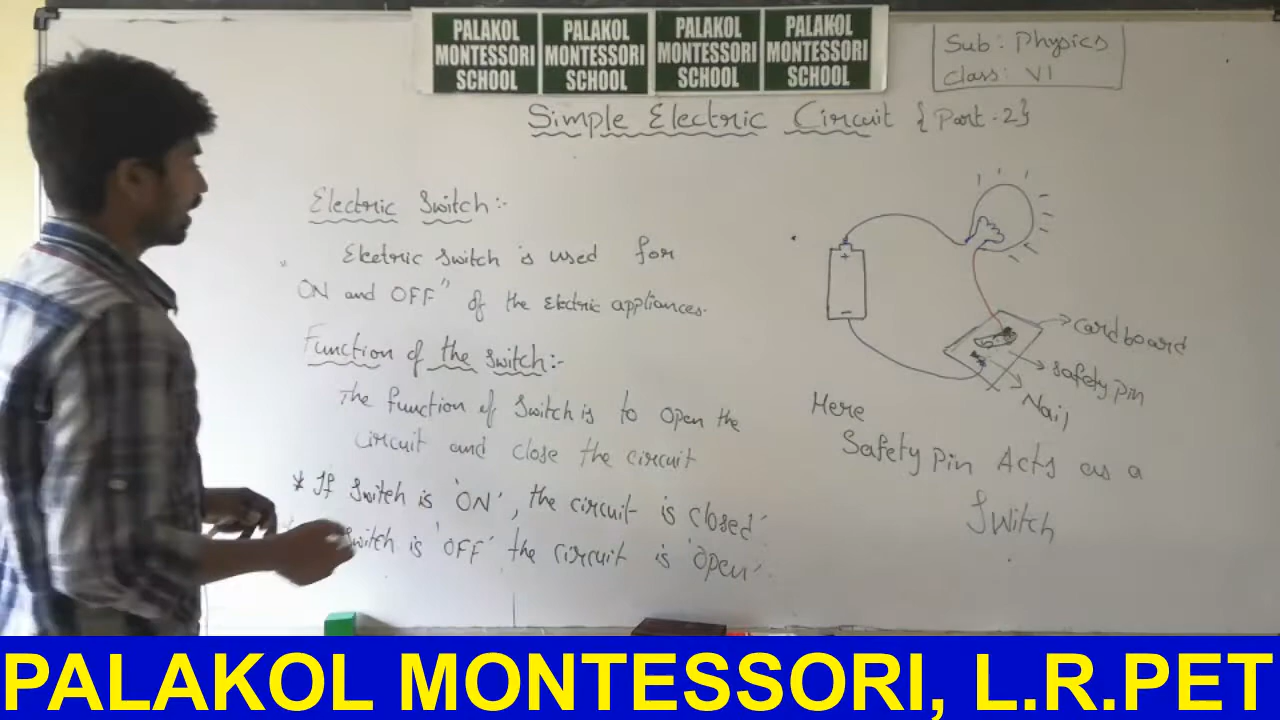 PALAKOL MONTESSORI SCHOOL
PALAKOL MONTESSORI SCHOOL
PALAKOL MONTESSORI SCHOOL
PALAKOL MONTESSORI SCHOOL
Sub: Physics
Class: VI
Simple Electric Circuit {Part-2}
Electric Switch:-
Electric switch is used for
"ON and OFF" of the Electric appliances.
Function of the switch:-
The function of switch is to open the
circuit and close the circuit
* If Switch is 'ON', the circuit is 'closed'
Switch is 'OFF' the circuit is 'Open'.
+
-
cardboard
safety pin
Nail
Here
Safety pin Acts as a
Switch
PALAKOL MONTESSORI, L.R.PET